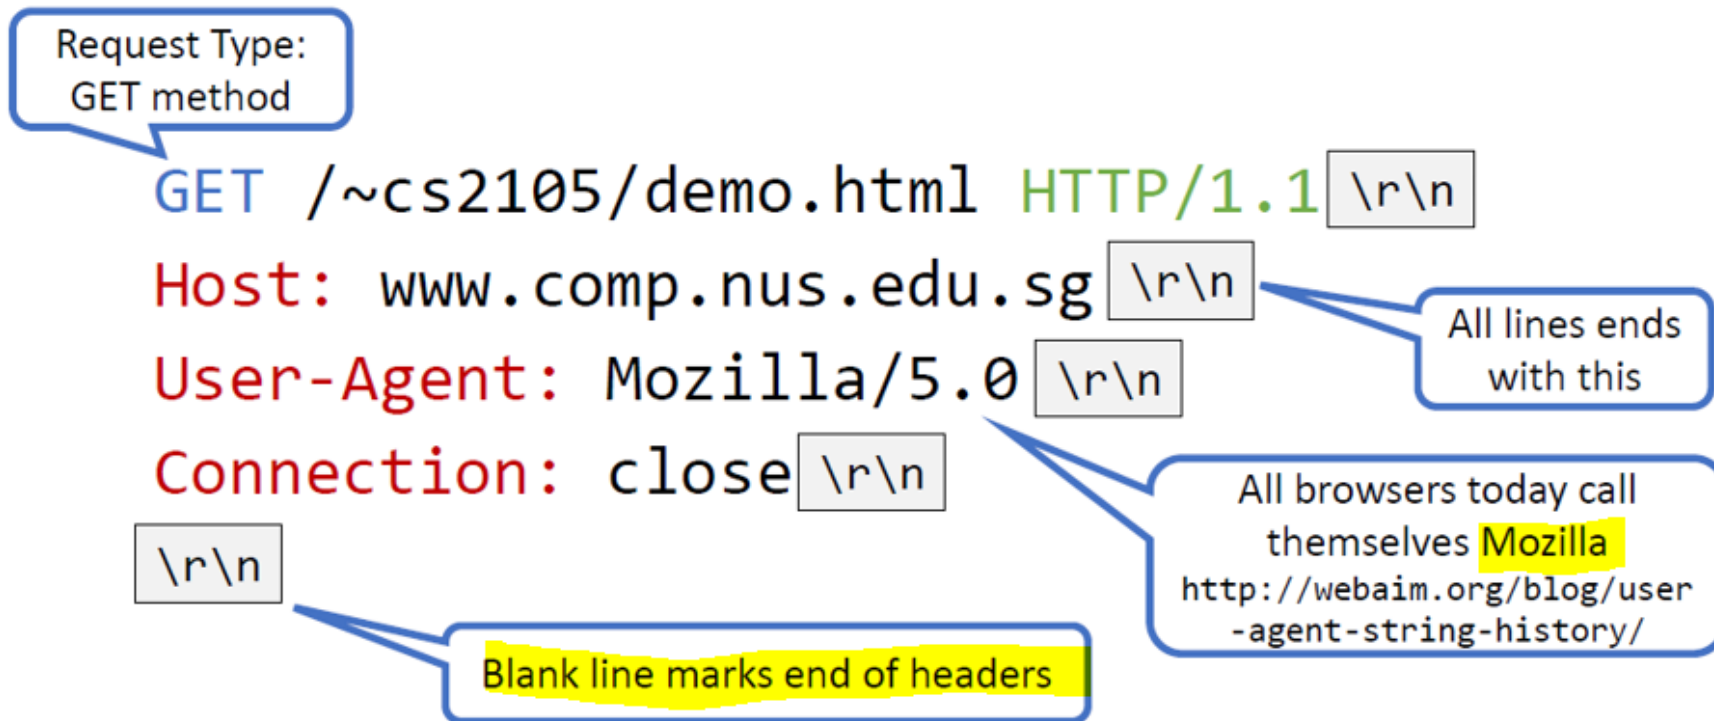 Request Type:
GET method
GET /~cs2105/demo.html HTTP/1.1 \r\n
Host: www.comp.nus.edu.sg \r\n
All lines ends
with this
User-Agent: Mozilla/5.0 \r\n
Connection: close \r\n
All browsers today call
themselves Mozilla
http://webaim.org/blog/user
-agent-string-history/
\r\n
Blank line marks end of headers